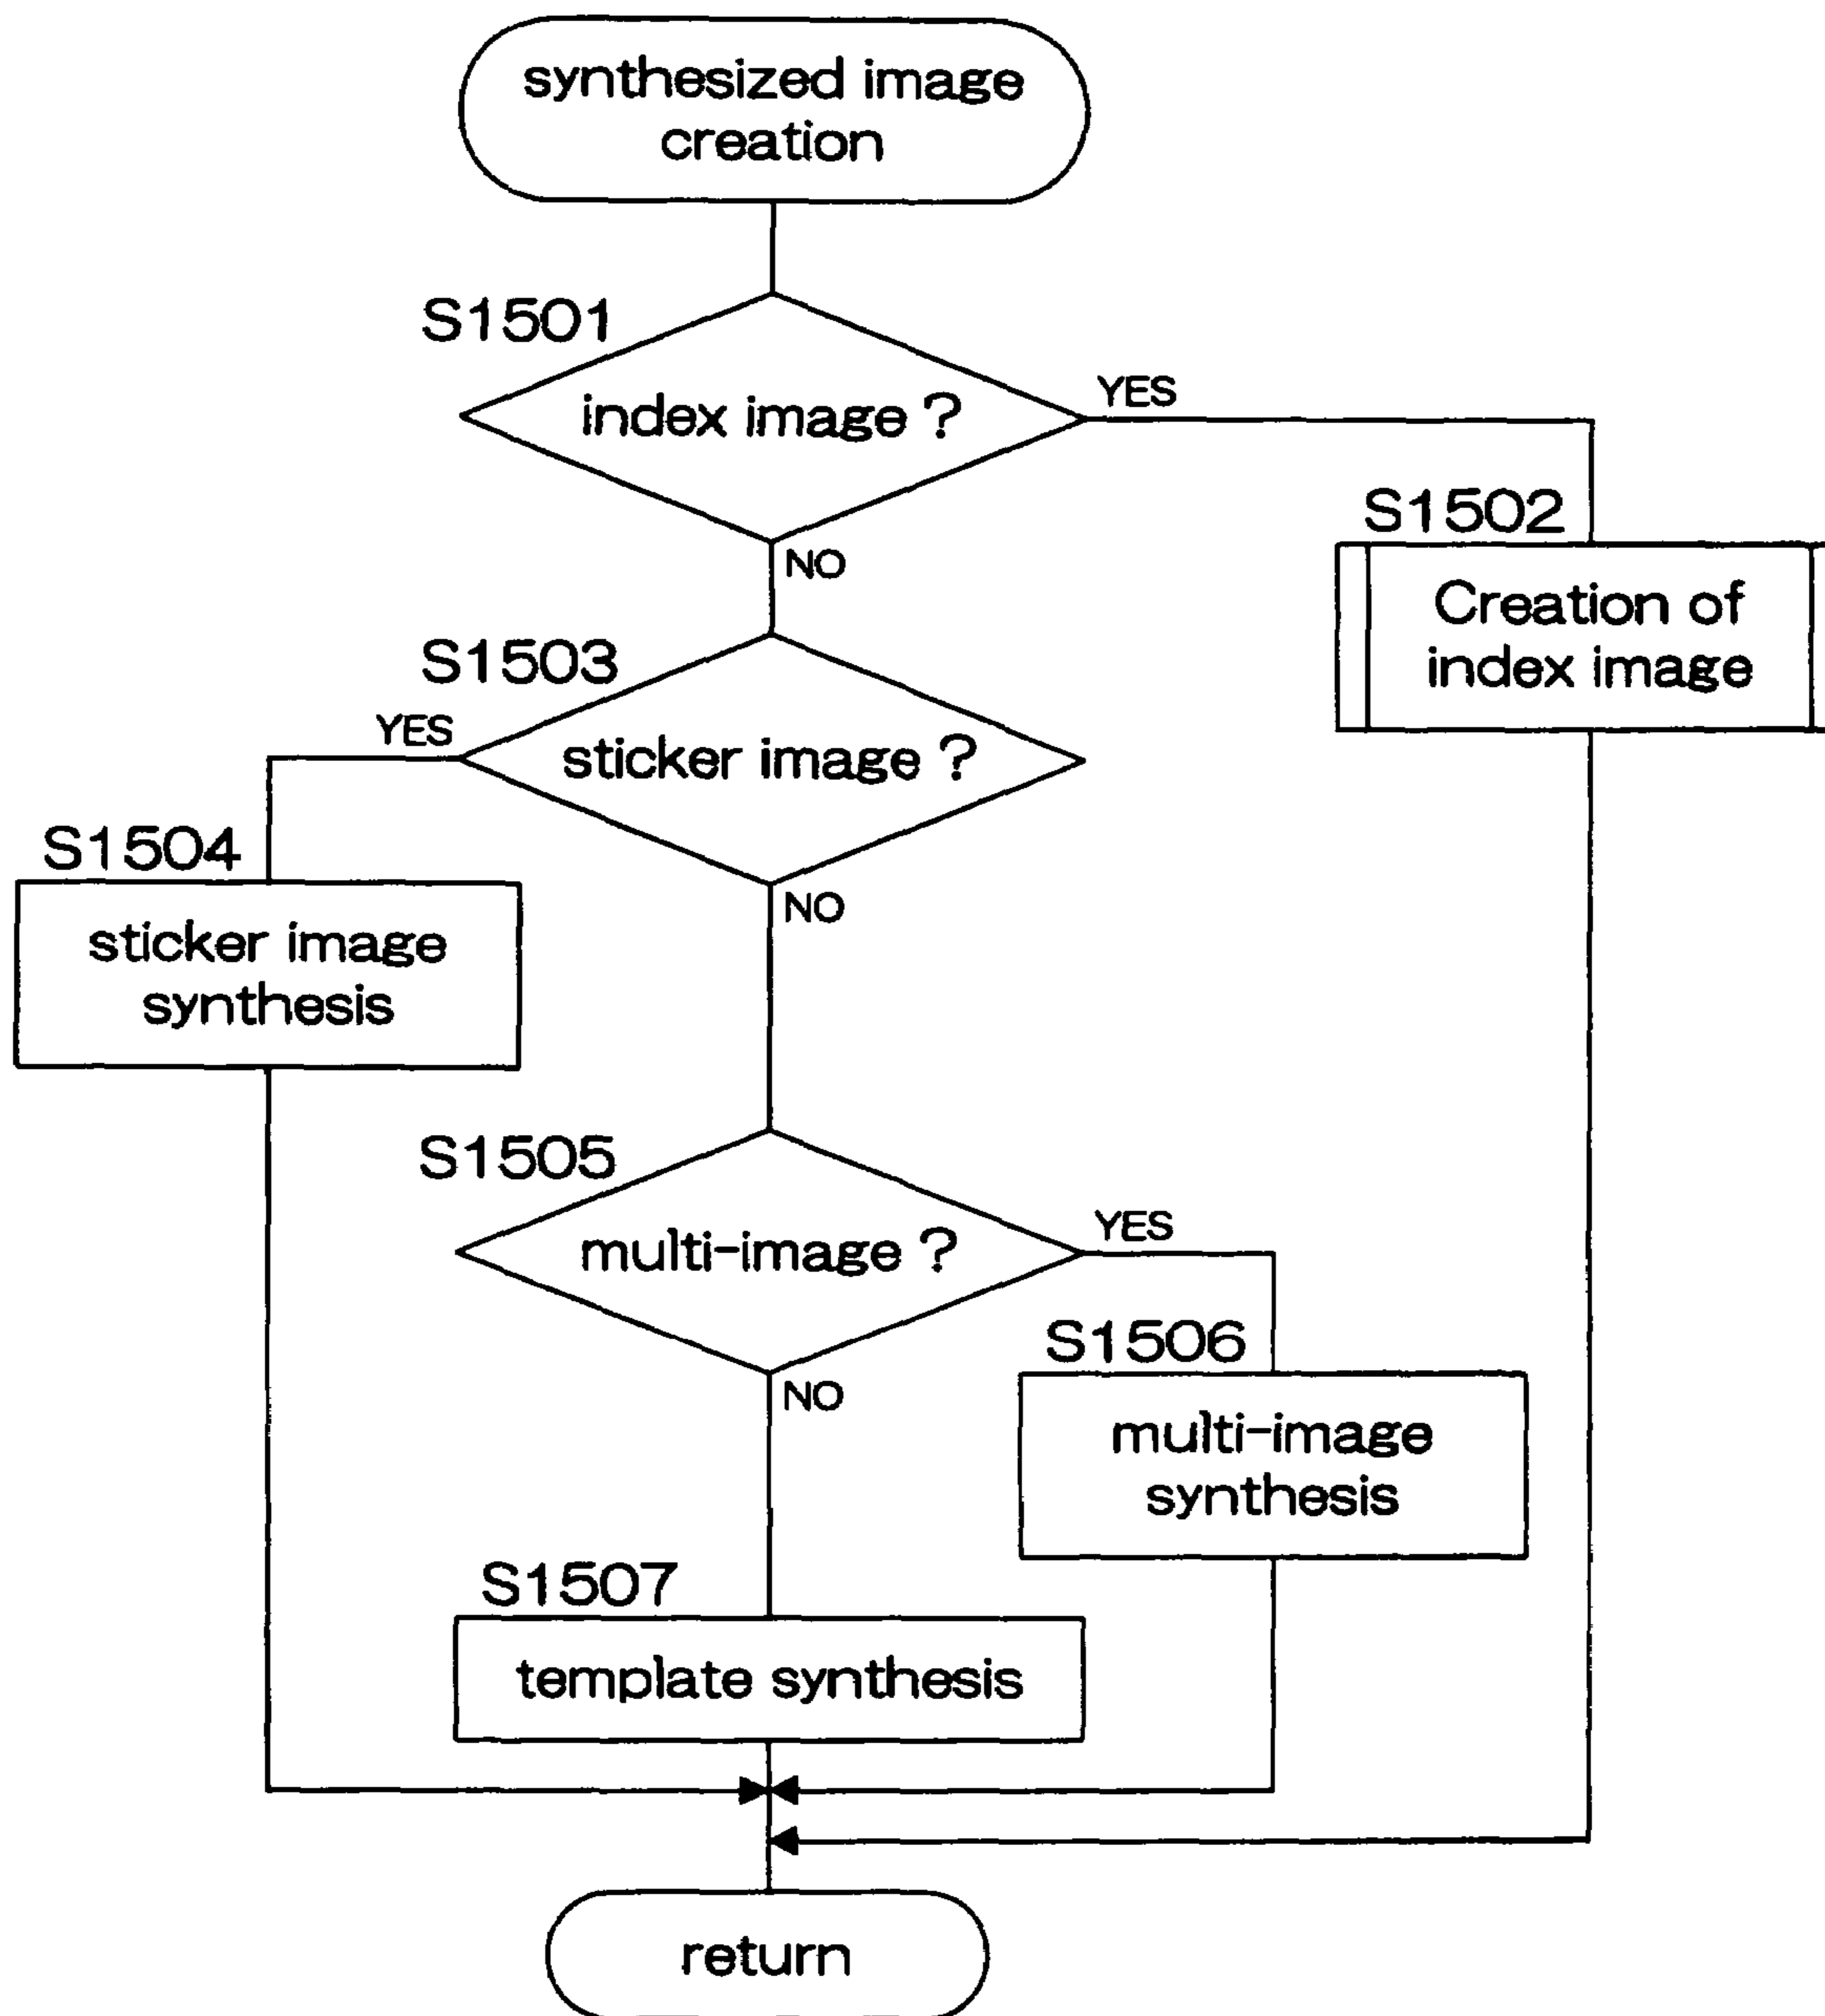 synthesized image
creation
S1501
index image ?
YES
NO
S1502
Creation of
index image
S1503
YES
sticker image ?
NO
S1504
sticker image
synthesis
S1505
multi-image ?
YES
NO
S1506
multi-image
synthesis
S1507
template synthesis
return